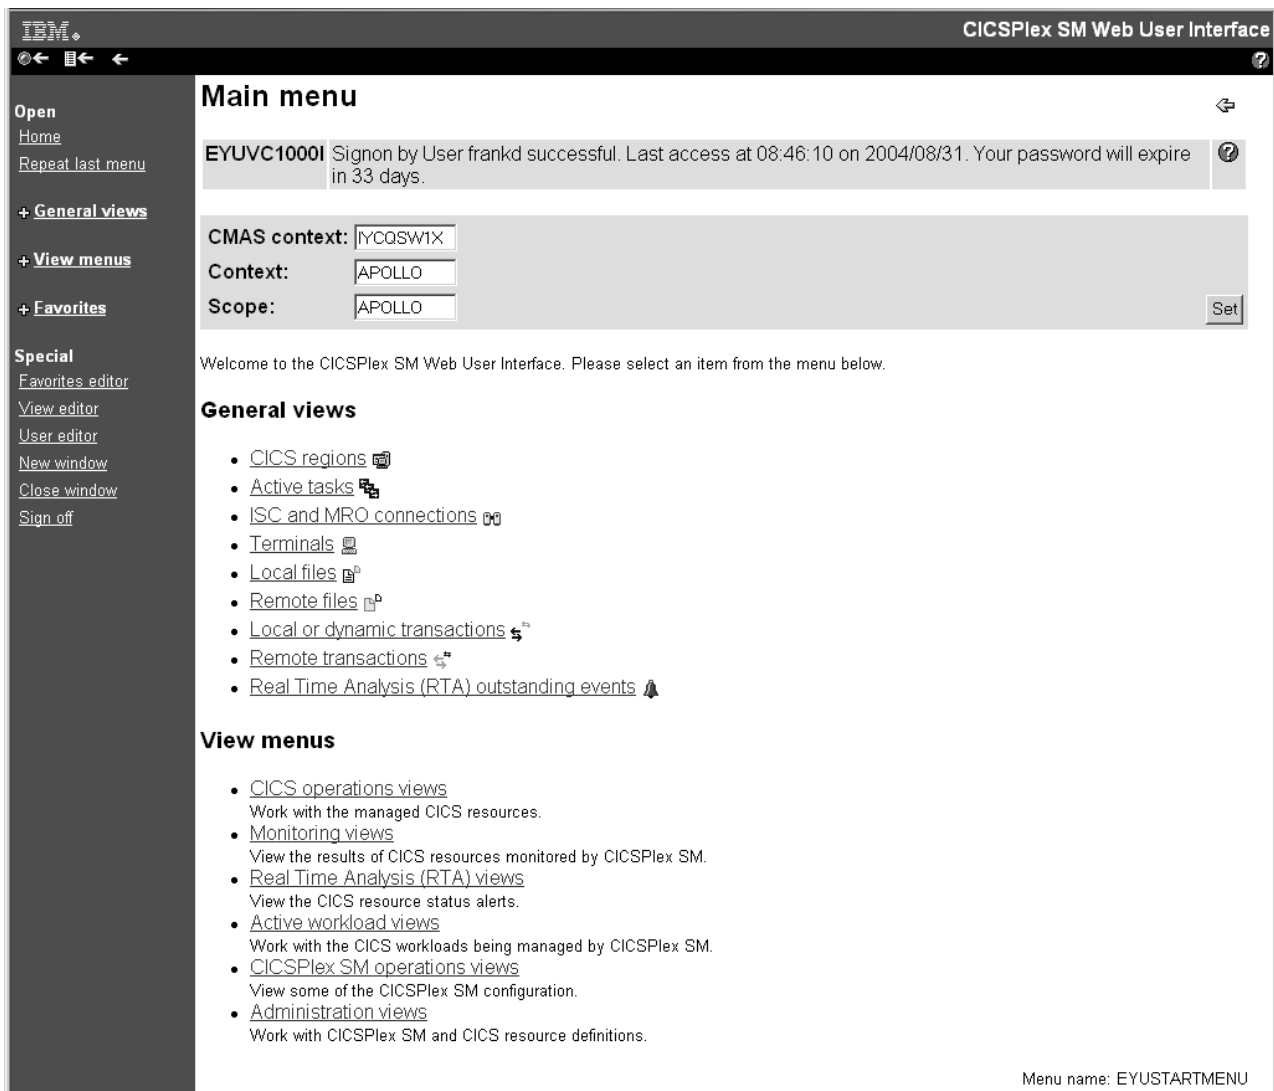 IBM.
CICSPlex SM Web User Interface
Open
Home
Repeat last menu
General views
View menus
Favorites
Special
Favorites editor
View editor
User editor
New window
Close window
Sign off
Main menu
EYUVC1000I Signon by User frankd successful. Last access at 08:46:10 on 2004/08/31. Your password will expire
in 33 days.
CMAS context: IYCQSW1X
Context: APOLLO
Scope: APOLLO
Set
Welcome to the CICSPlex SM Web User Interface. Please select an item from the menu below.
General views
• CICS regions
• Active tasks
• ISC and MRO connections
• Terminals
• Local files
• Remote files
• Local or dynamic transactions
• Remote transactions
• Real Time Analysis (RTA) outstanding events
View menus
• CICS operations views
Work with the managed CICS resources.
• Monitoring views
View the results of CICS resources monitored by CICSPlex SM.
• Real Time Analysis (RTA) views
View the CICS resource status alerts.
• Active workload views
Work with the CICS workloads being managed by CICSPlex SM.
• CICSPlex SM operations views
View some of the CICSPlex SM configuration.
• Administration views
Work with CICSPlex SM and CICS resource definitions.
Menu name: EYUSTARTMENU